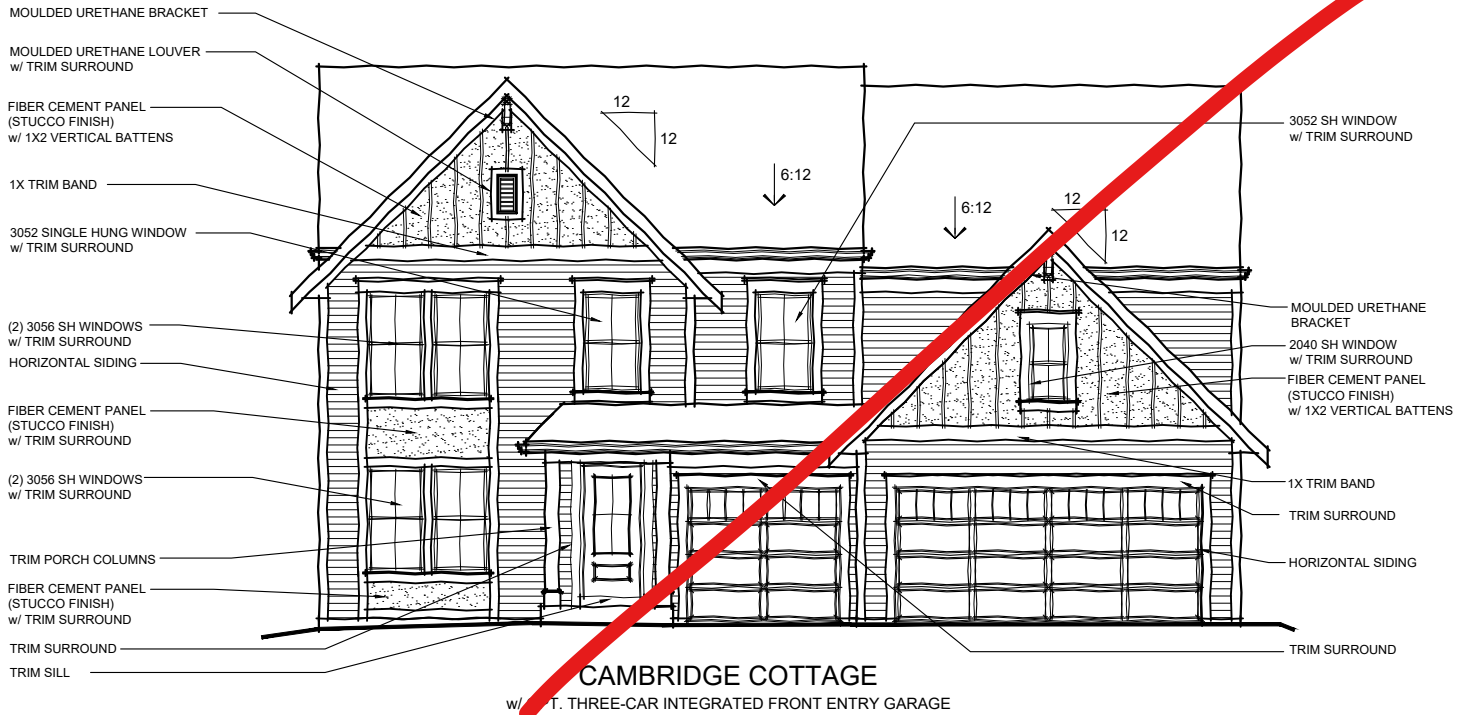 MOULDED URETHANE BRACKET
MOULDED URETHANE LOUVER
w/ TRIM SURROUND
FIBER CEMENT PANEL
(STUCCO FINISH)
w/ 1X2 VERTICAL BATTENS
1X TRIM BAND
3052 SINGLE HUNG WINDOW
w/ TRIM SURROUND
(2) 3056 SH WINDOWS
w/ TRIM SURROUND
HORIZONTAL SIDING
FIBER CEMENT PANEL
(STUCCO FINISH)
w/ TRIM SURROUND
(2) 3056 SH WINDOWS
w/ TRIM SURROUND
TRIM PORCH COLUMNS
FIBER CEMENT PANEL
(STUCCO FINISH)
w/ TRIM SURROUND
TRIM SURROUND
TRIM SILL
12
12
6:12
6:12
12
12
3052 SH WINDOW
w/ TRIM SURROUND
MOULDED URETHANE
BRACKET
2040 SH WINDOW
w/ TRIM SURROUND
FIBER CEMENT PANEL
(STUCCO FINISH)
w/ 1X2 VERTICAL BATTENS
1X TRIM BAND
TRIM SURROUND
HORIZONTAL SIDING
TRIM SURROUND
CAMBRIDGE COTTAGE
w/ THREE-CAR INTEGRATED FRONT ENTRY GARAGE